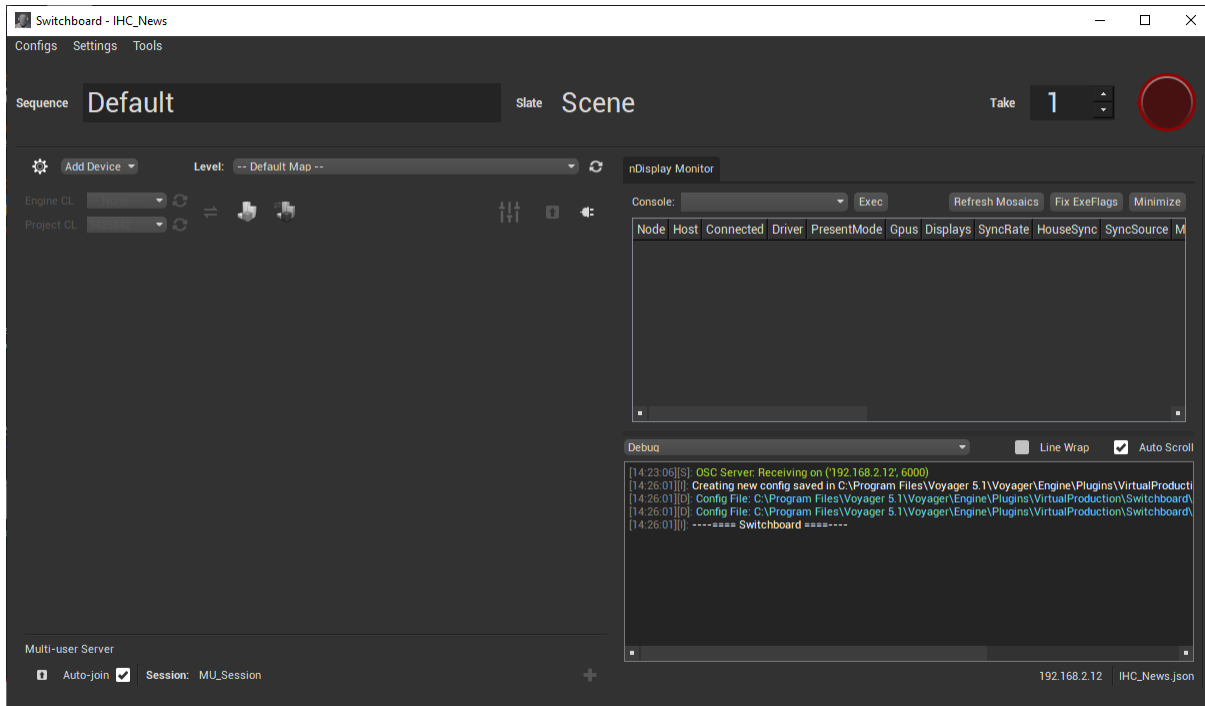 Switchboard - IHC_News
Configs Settings Tools
Sequence Default Slate Scene Take 1
Add Device Level: -- Default Map --
Engine CL
Project CL
nDisplay Monitor
Console: Exec Refresh Mosaics Fix ExeFlags Minimize
Node Host Connected Driver PresentMode Gpus Displays SyncRate HouseSync SyncSource M
Debug Line Wrap Auto Scroll
[14:23:06][S]: OSC Server: Receiving on ('192.168.2.12', 6000)
[14:26:01][I]: Creating new config saved in C:\Program Files\Voyager 5.1\Voyager\Engine\Plugins\VirtualProducti
[14:26:01][D]: Config File: C:\Program Files\Voyager 5.1\Voyager\Engine\Plugins\VirtualProduction\Switchboard\
[14:26:01][D]: Config File: C:\Program Files\Voyager 5.1\Voyager\Engine\Plugins\VirtualProduction\Switchboard\
[14:26:01][I]: ----==== Switchboard ====----
Multi-user Server
Auto-join Session: MU_Session
192.168.2.12 IHC_News.json